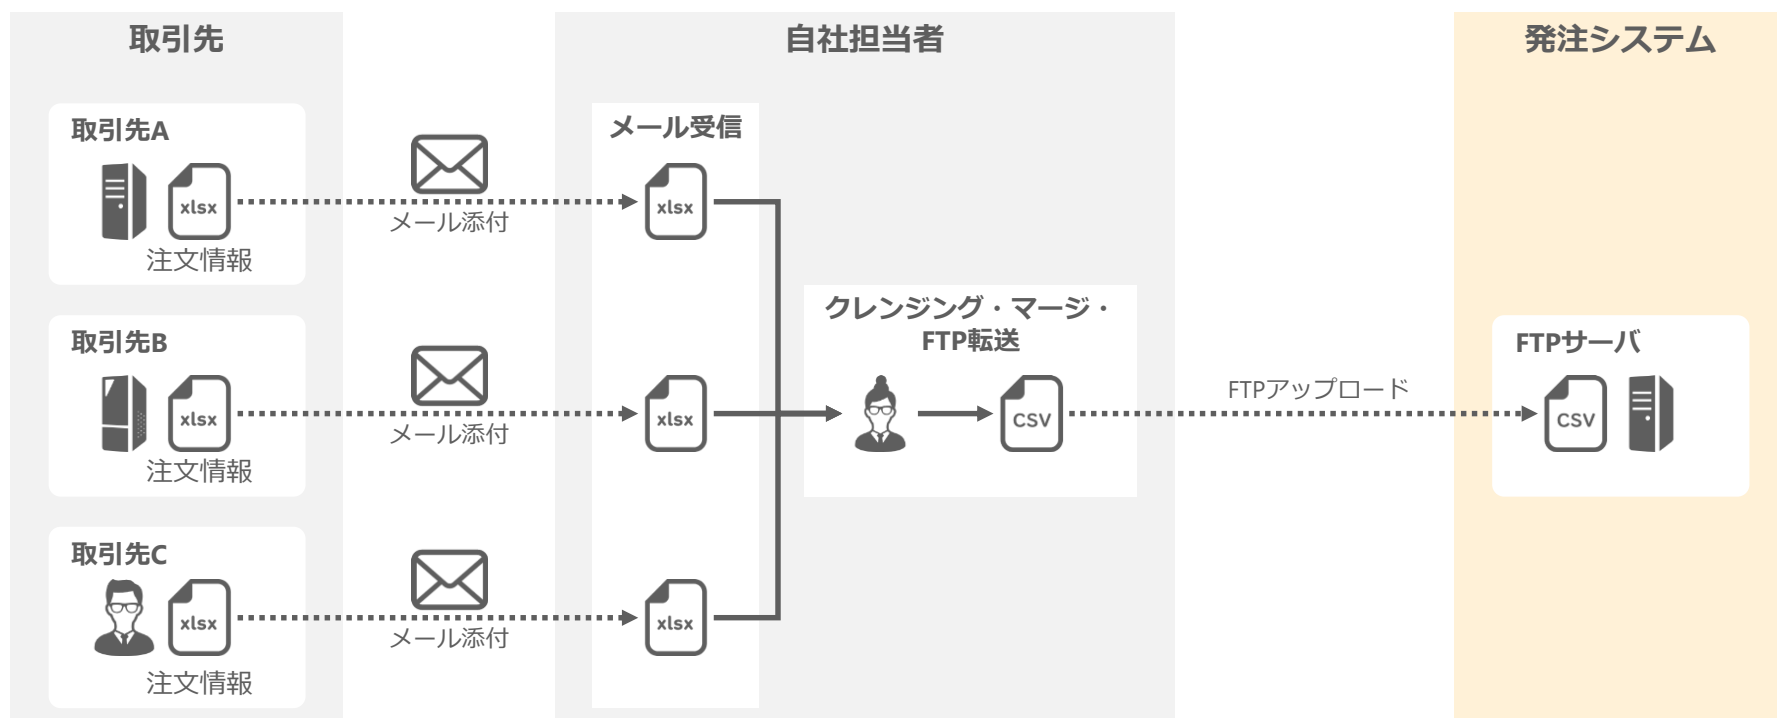 取引先
自社担当者
発注システム
取引先A
xlsx
注文情報
メール添付
メール受信
xlsx
取引先B
xlsx
注文情報
メール添付
xlsx
取引先C
xlsx
注文情報
メール添付
xlsx
クレンジング・マージ・
FTP転送
CSV
FTPアップロード
FTPサーバ
CSV